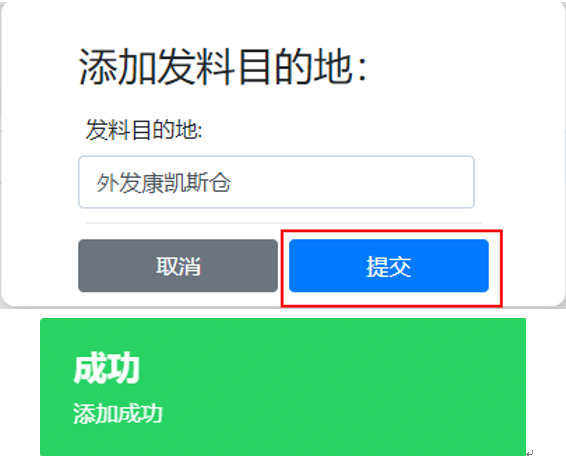 添加发料目的地：
发料目的地:
外发康凯斯仓
取消
提交
成功
添加成功